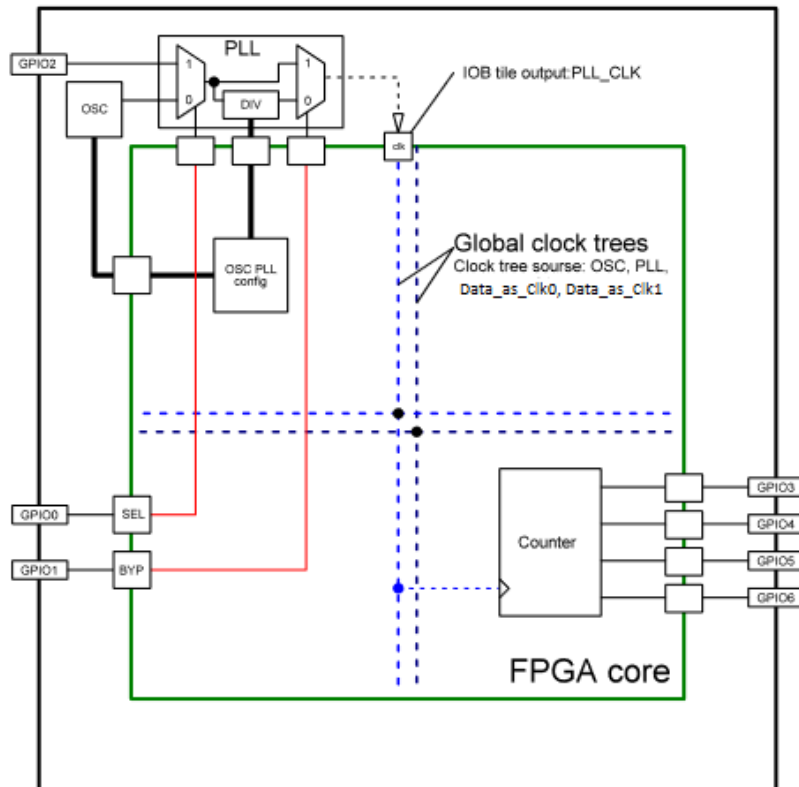 PLL
GPIO2
1
0
1
0
OSC
DIV
IOB tile output:PLL_CLK
clk
Global clock trees
Clock tree sourse: OSC, PLL,
Data_as_Clk0, Data_as_Clk1
OSC PLL
config
GPIO0
SEL
GPIO1
BYP
Counter
GPIO3
GPIO4
GPIO5
GPIO6
FPGA core